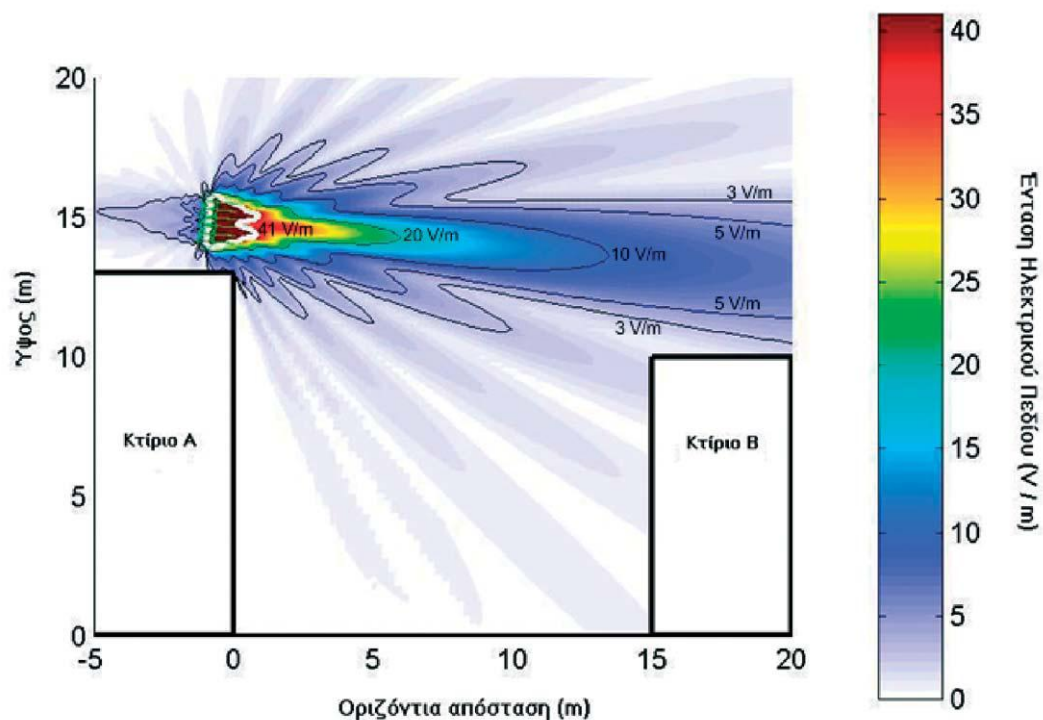 20
15
10
5
0
-5
0
5
10
15
20
Ύψος (m)
Οριζόντια απόσταση (m)
41 V/m
20 V/m
10 V/m
3 V/m
5 V/m
5 V/m
3 V/m
Κτίριο Α
Κτίριο Β
40
35
30
25
20
15
10
5
0
Ένταση Ηλεκτρικού Πεδίου (V / m)